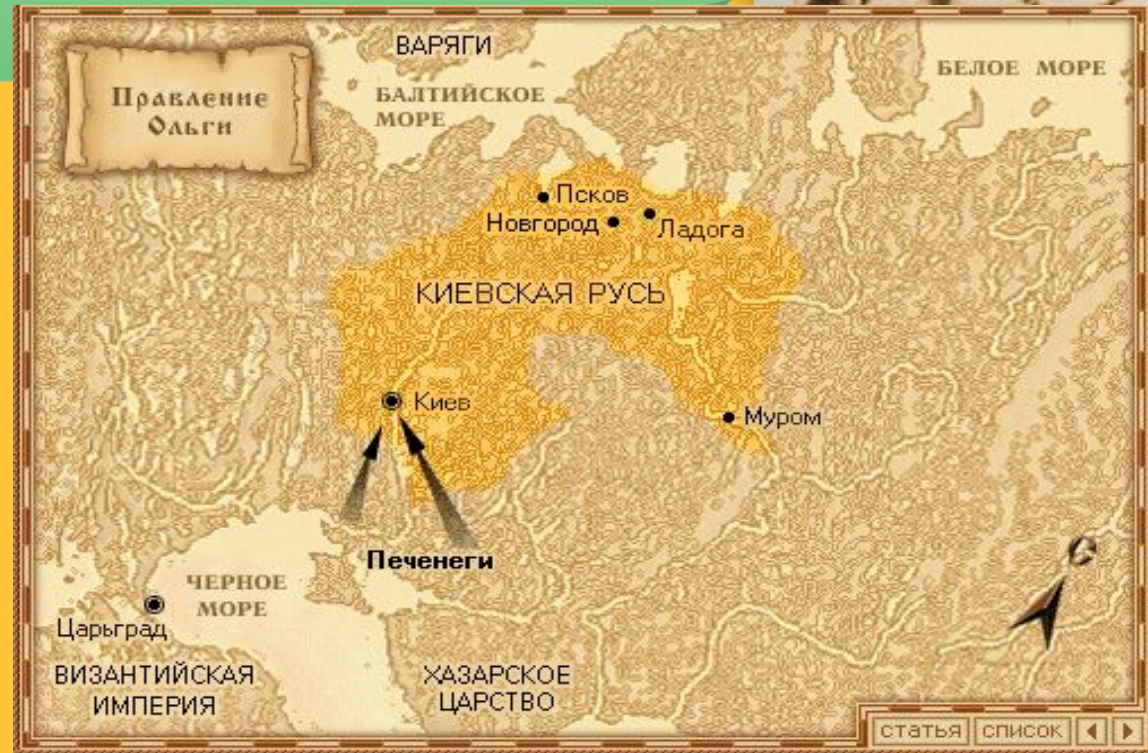 ВАРЯГИ
Правление
Ольги
БАЛТИЙСКОЕ
МОРЕ
БЕЛОЕ МОРЕ
Псков
Новгород
Ладога
КИЕВСКАЯ РУСЬ
Киев
Муром
Печенеги
С
ЧЕРНОЕ
МОРЕ
Царьград
ВИЗАНТИЙСКАЯ
ИМПЕРИЯ
ХАЗАРСКОЕ
ЦАРСТВО
статья список